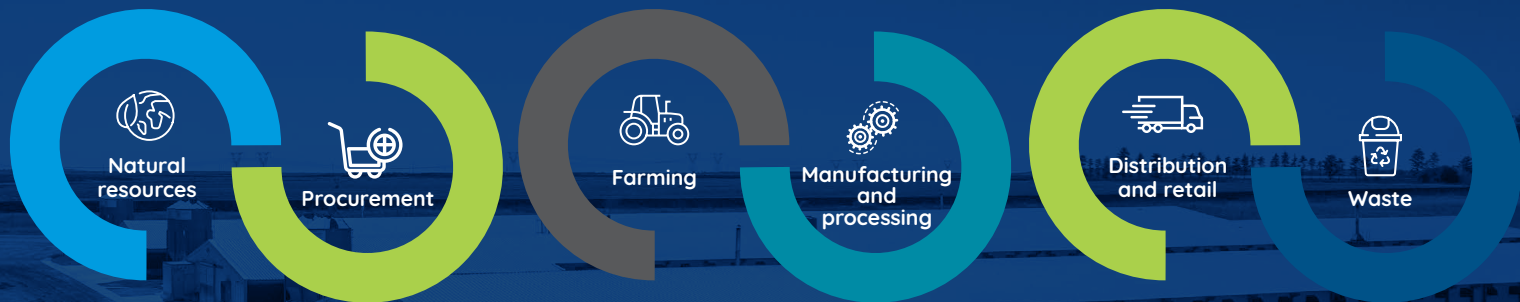 Natural
resources
Procurement
Farming
Manufacturing
and
processing
Distribution
and retail
Waste